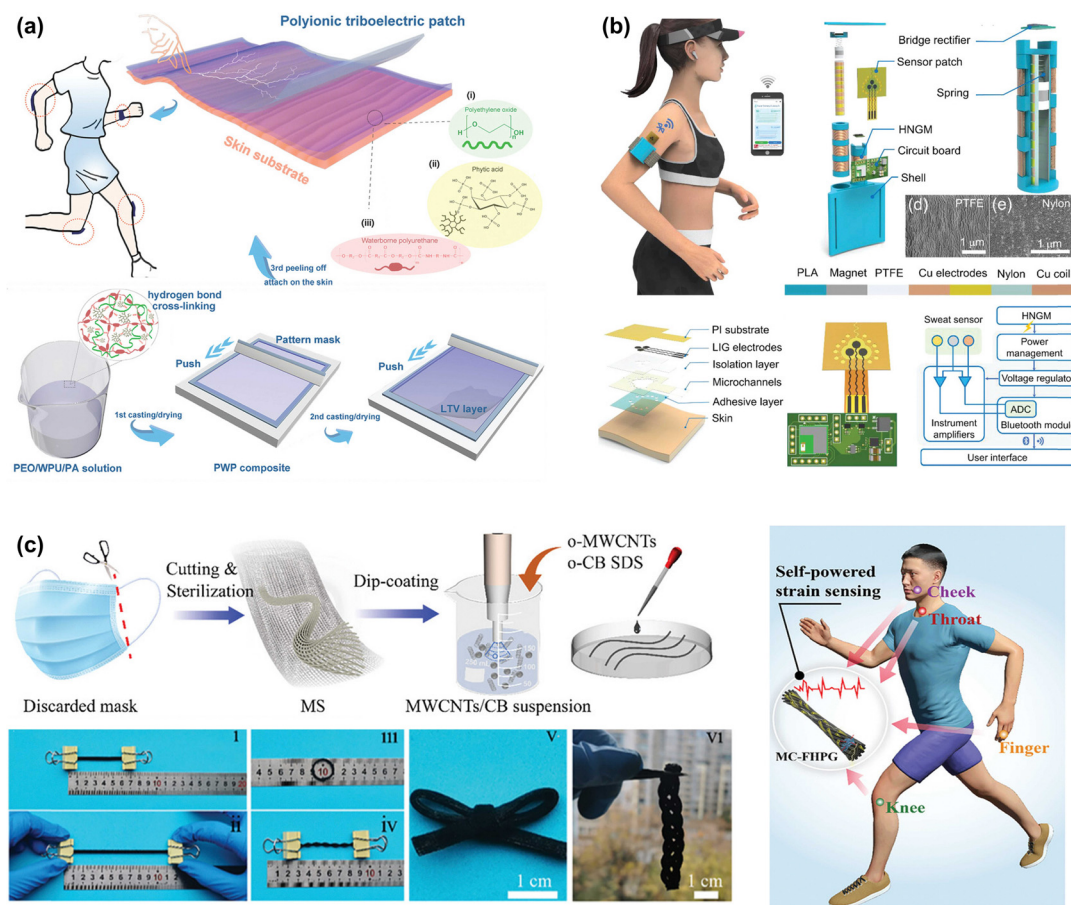 (a)
Polyionic triboelectric patch
Skin substrate
(i)
Polyethylene oxide
(ii)
Phytic acid
(iii)
Waterborne polyurethane
3rd peeling off
attach on the skin
hydrogen bond
cross-linking
Push
Pattern mask
Push
LTV layer
1st casting/drying
2nd casting/drying
PEO/WPU/PA solution
PWP composite
(b)
Bridge rectifier
Sensor patch
Spring
HNGM
Circuit board
Shell
(d)
PTFE
1 μm
(e)
Nylon
1 μm
PLA
Magnet
PTFE
Cu electrodes
Nylon
Cu coil
PI substrate
LIG electrodes
Isolation layer
Microchannels
Adhesive layer
Skin
Sweat sensor
HNGM
Power
management
Voltage regulato
ADC
Bluetooth modul
Instrument
amplifiers
User interface
(c)
Cutting &
Sterilization
Dip-coating
o-MWCNTs
o-CB SDS
Discarded mask
MS
MWCNTs/CB suspension
i
ii
iii
iv
v
vi
1 cm
1 cm
Self-powered
strain sensing
Cheek
Throat
MC-FHPG
Finger
Knee